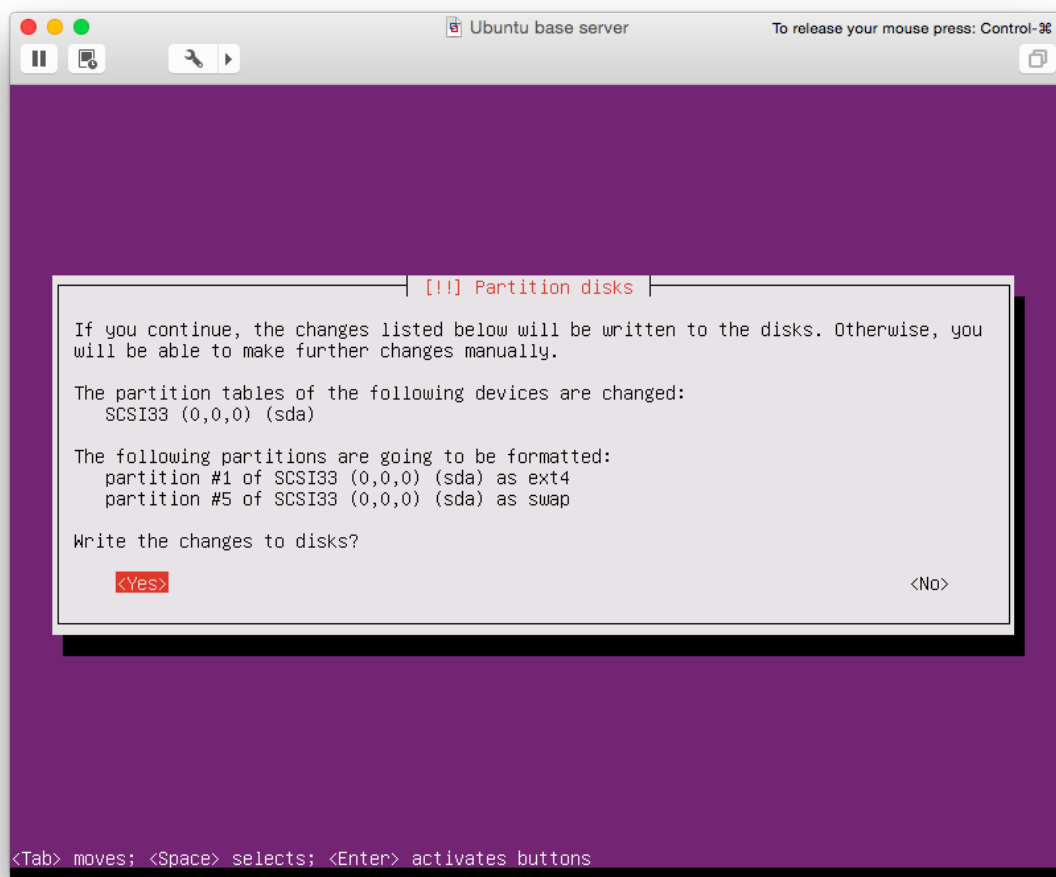 Ubuntu base server
To release your mouse press: Control-⌘
[!!] Partition disks
If you continue, the changes listed below will be written to the disks. Otherwise, you
will be able to make further changes manually.
The partition tables of the following devices are changed:
SCSI33 (0,0,0) (sda)
The following partitions are going to be formatted:
partition #1 of SCSI33 (0,0,0) (sda) as ext4
partition #5 of SCSI33 (0,0,0) (sda) as swap
Write the changes to disks?
<Yes> <No>
<Tab> moves; <Space> selects; <Enter> activates buttons